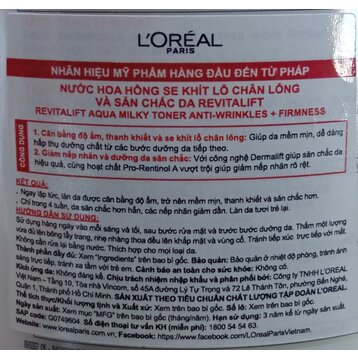 L'ORÉAL
PARIS
NHÃN HIỆU MỸ PHẨM HÀNG ĐẦU ĐẾN TỪ PHÁP
NƯỚC HOA HỒNG SE KHÍT LỖ CHÂN LÔNG
VÀ SĂN CHẮC DA REVITALIFT
REVITALIFT AQUA MILKY TONER ANTI-WRINKLES + FIRMNESS
CÔNG DỤNG
1. Cân bằng độ ẩm, thanh khiết và se khít lỗ chân lông: Giúp da mềm mịn, dễ dàng
hấp thụ dưỡng chất từ các bước dưỡng da tiếp theo.
2. Giảm nếp nhăn và dưỡng da săn chắc: Với công nghệ Dermalift giúp săn chắc da
hiệu quả, cùng hoạt chất Pro-Retinol A vượt trội giúp giảm nếp nhăn rõ rệt.
KẾT QUẢ:
• Ngay lập tức, làn da được cân bằng độ ẩm, trở nên mềm mịn, thanh khiết và dễ chịu.
• Chỉ trong 4 tuần, da săn chắc hơn hẳn, các nếp nhăn giảm dần. Làn da tươi trẻ lại.
HƯỚNG DẪN SỬ DỤNG:
Sử dụng hàng ngày vào mỗi sáng và tối, sau bước rửa mặt và trước bước dưỡng da. Thấm một lượng
vừa đủ lên bông tẩy trang, nhẹ nhàng thoa đều lên khắp mặt và vùng cổ. Tránh tiếp xúc trực tiếp với mắt.
Không cần rửa lại bằng nước. Thích hợp cho mọi loại da.
Thành phần đầy đủ: Xem "Ingredients" trên bao bì gốc. Bảo quản: Bảo quản ở nhiệt độ phòng, tránh ánh nắng
trực tiếp, tránh xa tầm với trẻ em. Cảnh báo an toàn cho sức khỏe: Không.
Kích ứng da: Không đáng kể. Chịu trách nhiệm nhập khẩu và phân phối bởi: Công ty TNHH L'OREAL
Việt Nam – Tầng 10, Tòa nhà Vincom, số 45A đường Lý Tự Trọng và 72 Lê Thánh Tôn, phường Bến Nghé,
Quận 1, Thành phố Hồ Chí Minh. SẢN XUẤT THEO TIÊU CHUẨN CHẤT LƯỢNG TẬP ĐOÀN L'OREAL.
Thể tích thực/Khối lượng tịnh và Xuất xứ: Xem trên bao bì gốc. Số lô: Xem trên bao bì gốc.
Ngày sản xuất: Xem mục "MFG" trên bao bì gốc (tháng/năm). Hạn sử dụng: 3 năm kể từ ngày sản xuất.
SAP code: G0749604. Số điện thoại tư vấn KH (miễn phí): 1800 54 54 63.
Website: www.lorealparis.com.vn, Facebook: https://www.facebook.com/LOrealParisVietnam.